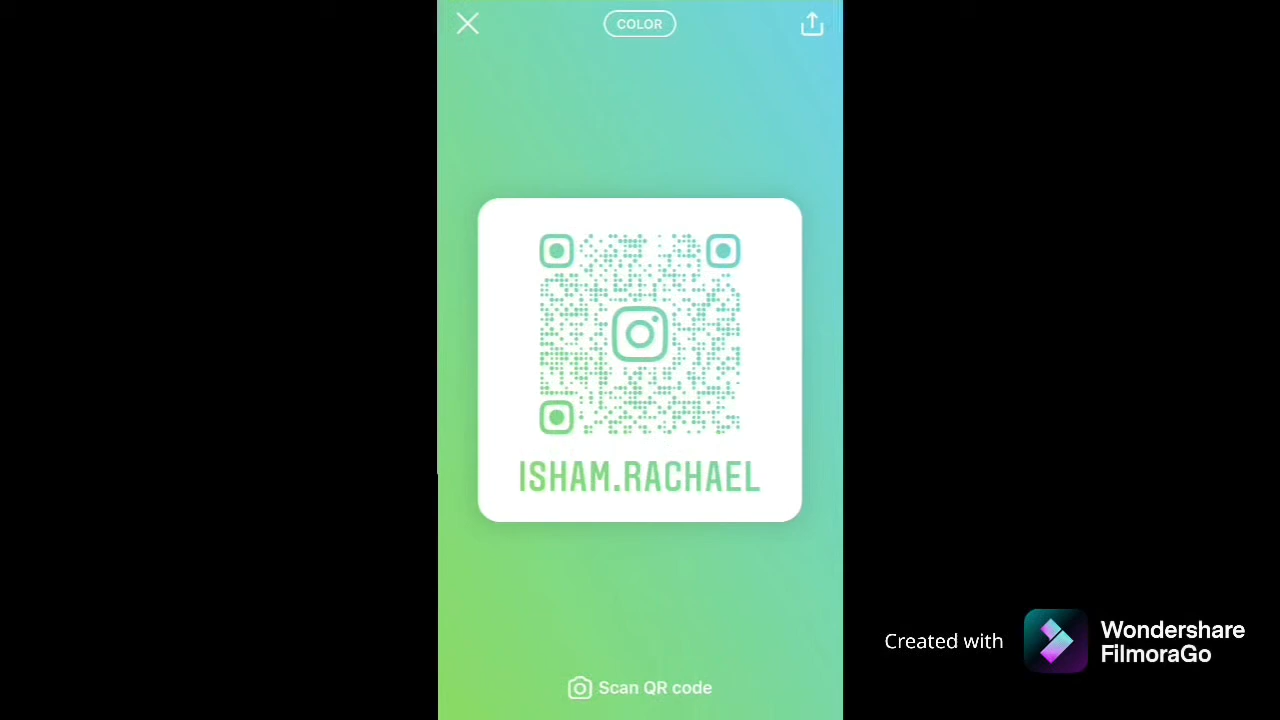 COLOR
ISHAM.RACHAEL
Scan QR code
Created with
Wondershare
FilmoraGo